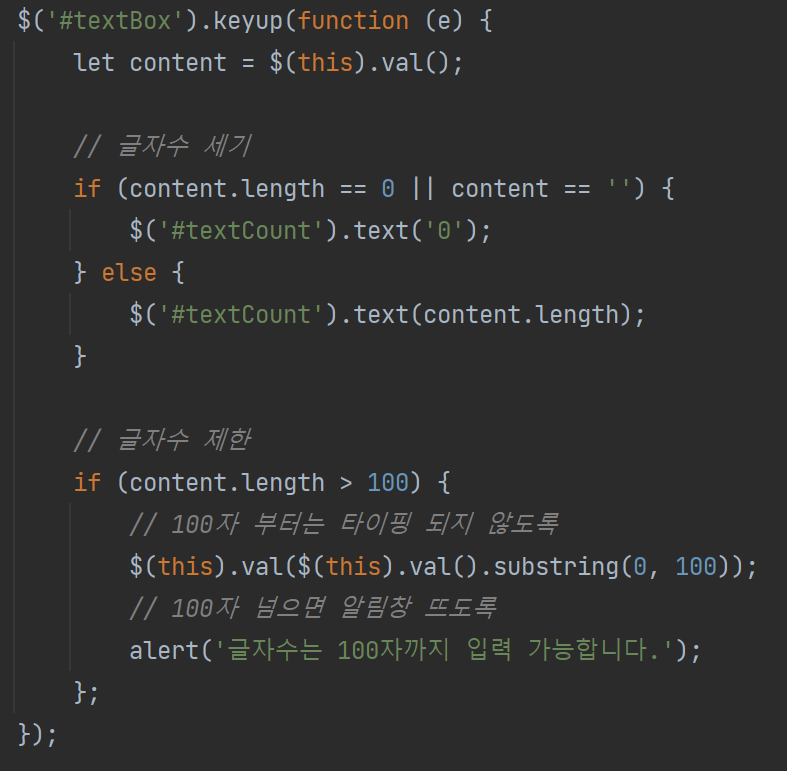 $('#textBox').keyup(function (e) {
let content = $(this).val();
// 글자수 세기
if (content.length == 0 || content == '') {
$('#textCount').text('0');
} else {
$('#textCount').text(content.length);
}
// 글자수 제한
if (content.length > 100) {
// 100자 부터는 타이핑 되지 않도록
$(this).val($(this).val().substring(0, 100));
// 100자 넘으면 알림창 뜨도록
alert('글자수는 100자까지 입력 가능합니다.');
};
});